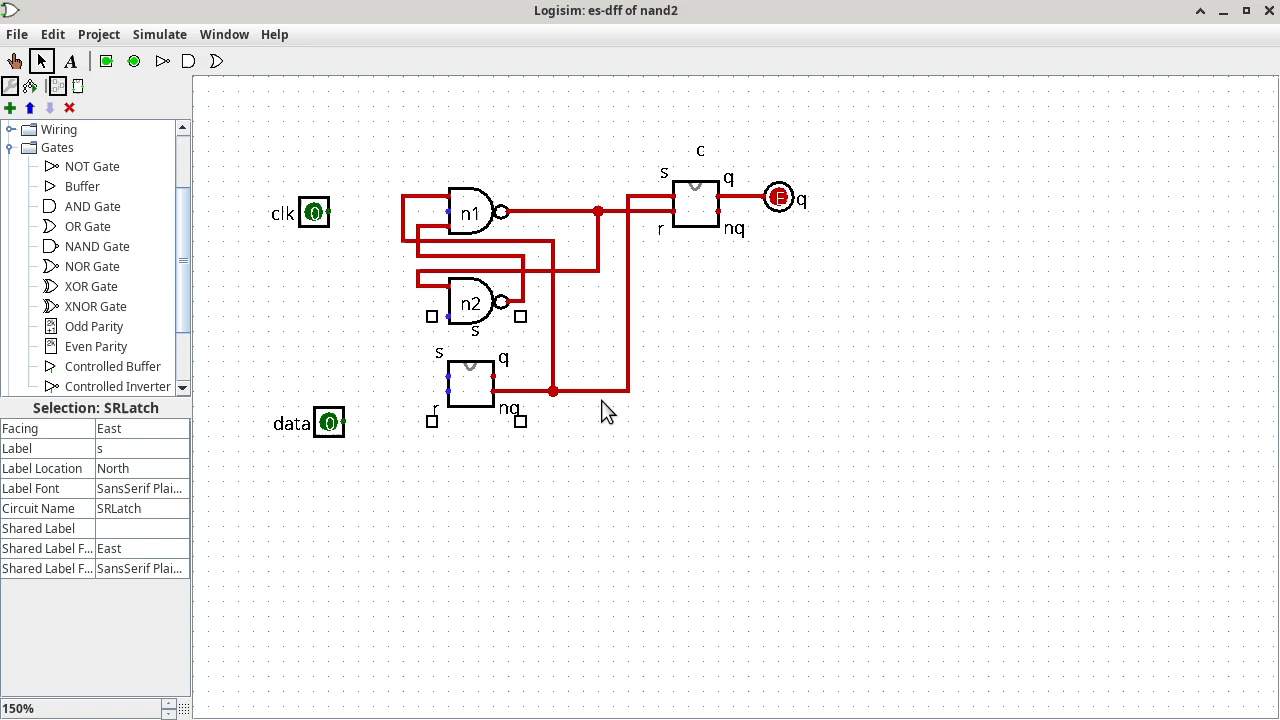 Logisim: es-dff of nand2
File Edit Project Simulate Window Help
A
Wiring
Gates
NOT Gate
Buffer
AND Gate
OR Gate
NAND Gate
NOR Gate
XOR Gate
XNOR Gate
Odd Parity
Even Parity
Controlled Buffer
Controlled Inverter
Selection: SRLatch
Facing East
Label s
Label Location North
Label Font SansSerif Plai...
Circuit Name SRLatch
Shared Label
Shared Label F... East
Shared Label F... SansSerif Plai...
150%
c
s q
clk 0 n1 E q
r nq
n2
s
s q
r nq
data 0